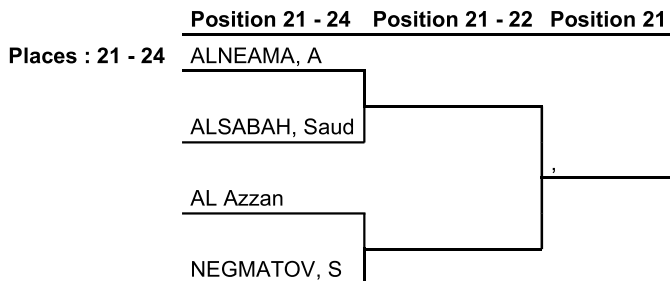 Position 21 - 24 Position 21 - 22 Position 21
Places : 21 - 24 ALNEAMA, A
ALSABAH, Saud
,
AL Azzan
NEGMATOV, S